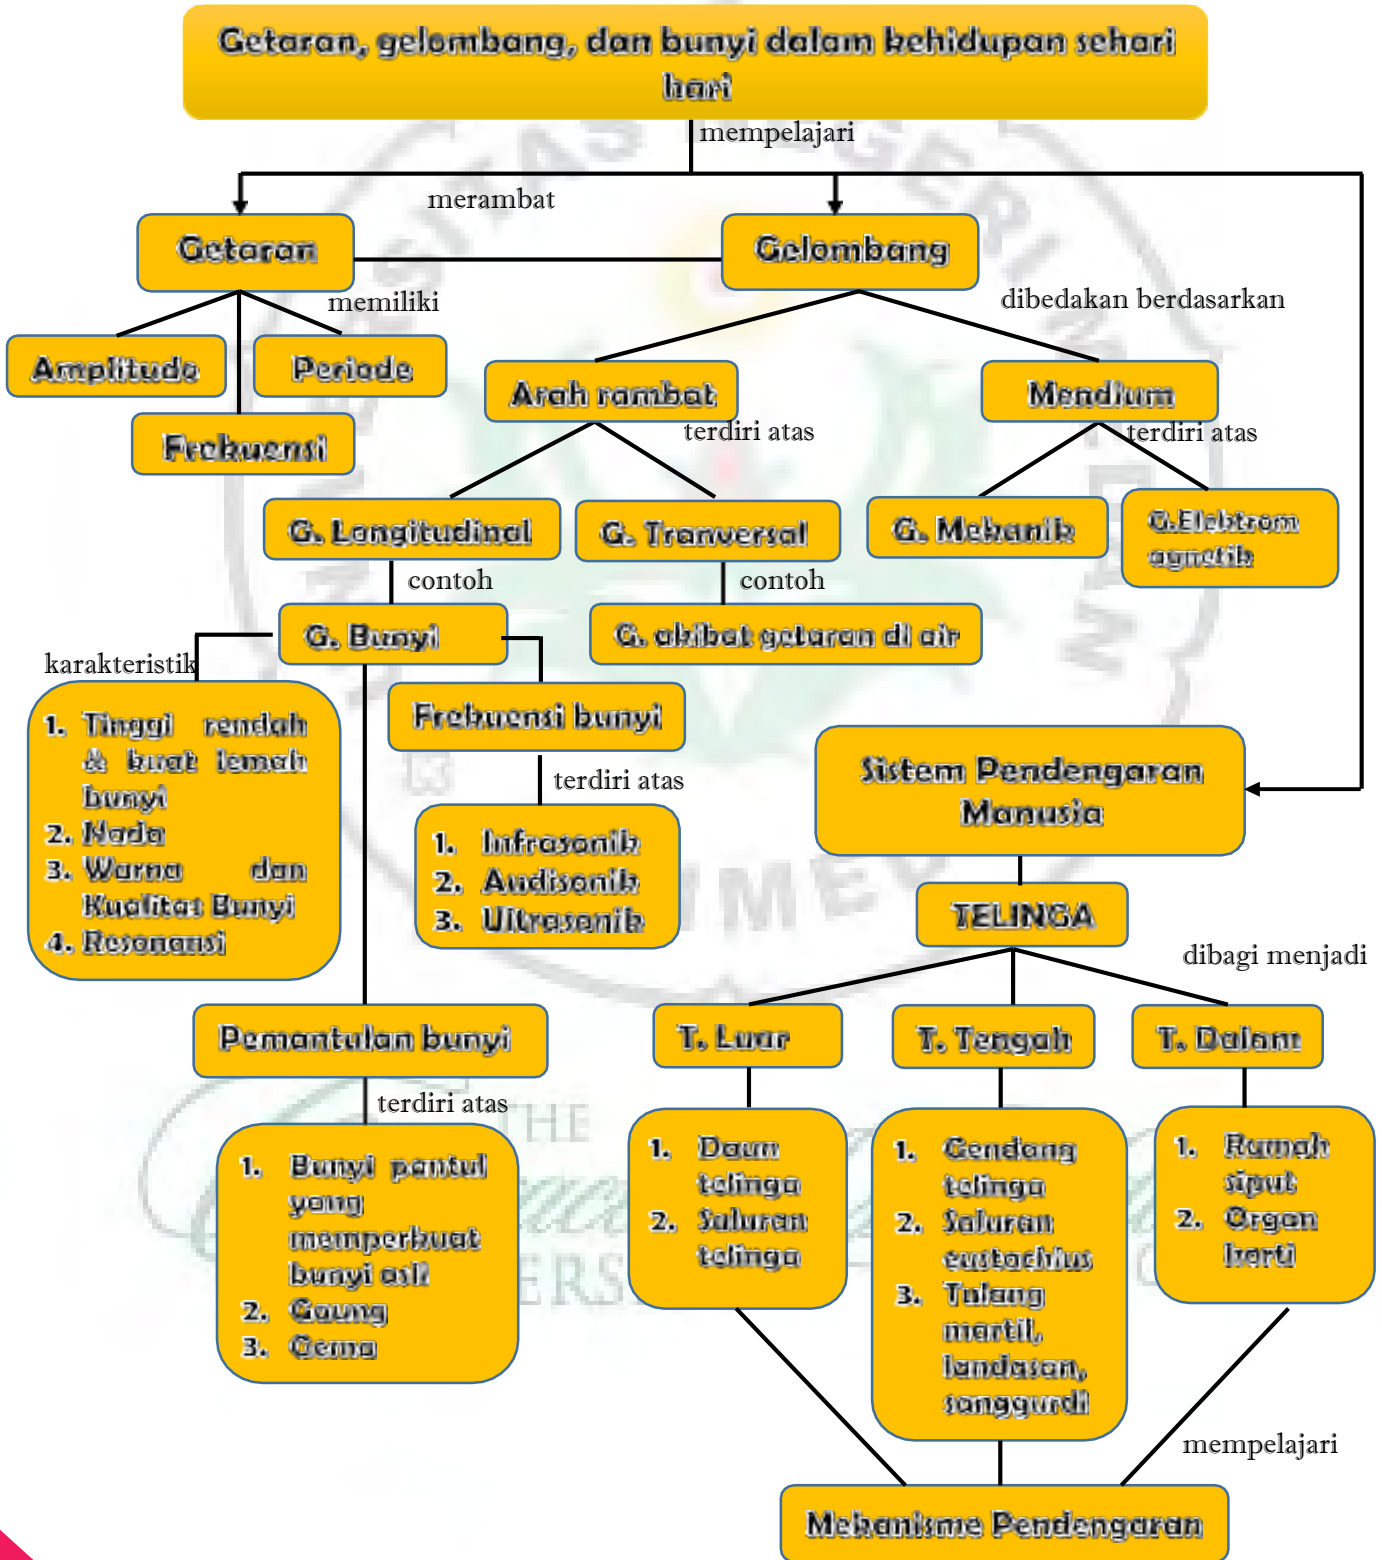 Getaran, gelombang, dan bunyi dalam kehidupan sehari
hari
mempelajari
merambat
Getaran
Gelombang
memiliki
dibedakan berdasarkan
Amplitudo
Periode
Frekuensi
Arah rambat
Mendium
terdiri atas
terdiri atas
G. Longitudinal
G. Tranversal
G. Mekanik
G.Elektrom
agnetik
contoh
contoh
G. Bunyi
G. akibat getaran di air
karakteristik
1. Tinggi rendah
& kuat lemah
bunyi
2. Nada
3. Warna dan
Kualitas Bunyi
4. Resonansi
Frekuensi bunyi
terdiri atas
1. Infrasonik
2. Audisonik
3. Ultrasonik
Sistem Pendengaran
Manusia
TELINGA
dibagi menjadi
Pemantulan bunyi
terdiri atas
1. Bunyi pantul
yang
memperkuat
bunyi asli
2. Gaung
3. Gema
T. Luar
T. Tengah
T. Dalam
1. Daun
telinga
2. Saluran
telinga
1. Gendang
telinga
2. Saluran
eustachius
3. Tulang
martil,
landasan,
sanggurdi
1. Rumah
siput
2. Organ
korti
mempelajari
Mekanisme Pendengaran
THE